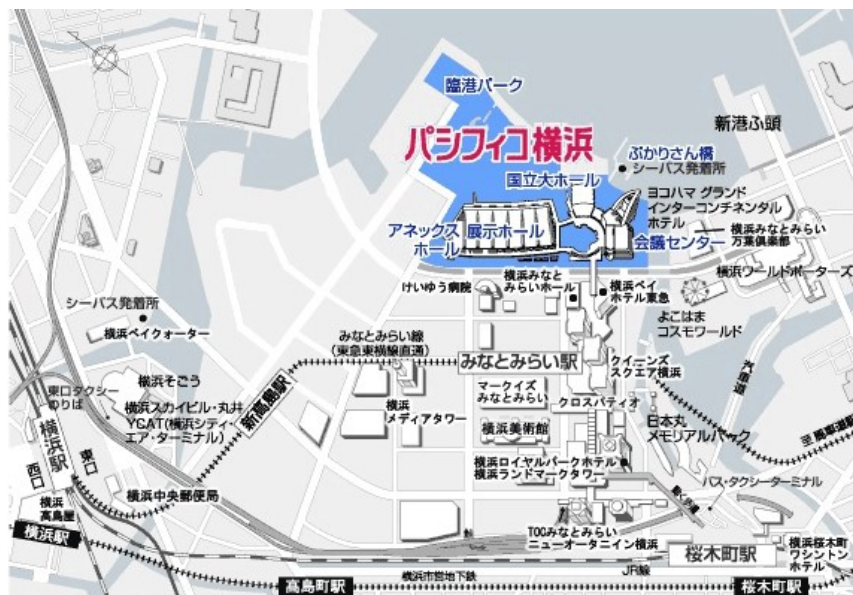 臨港パーク
パシフィコ横浜
新港ふ頭
ぷかりさん橋
シーバス発着所
国立大ホール
ヨコハマ グランド
インターコンチネンタル
ホテル
アネックス
ホール
展示ホール
会議センター
横浜みなとみらい
万葉倶楽部
横浜ワールドポーターズ
けいゆう病院
横浜みなと
みらいホール
横浜ベイ
ホテル東急
よこはま
コスモワールド
シーバス発着所
横浜ベイクォーター
みなとみらい線
(東急東横線直通)
みなとみらい駅
クイーンズ
スクエア横浜
汽車道
新高島駅
マークイズ
みなとみらい
クロスパティオ
横浜そごう
東口タクシー
のりば
横浜スカイビル・丸井
YCAT(横浜シティ・
エア・ターミナル)
横浜
メディアタワー
横浜美術館
日本丸
メモリアルパーク
至馬車道駅
横浜駅
東口
西口
横浜ロイヤルパークホテル
横浜ランドマークタワー
動く歩道
バス・タクシーターミナル
横浜中央郵便局
横浜
高島屋
横浜駅
TOCみなとみらい
ニューオータニイン横浜
桜木町駅
横浜桜木町
ワシントン
ホテル
JR線
横浜市営地下鉄
高島町駅
桜木町駅